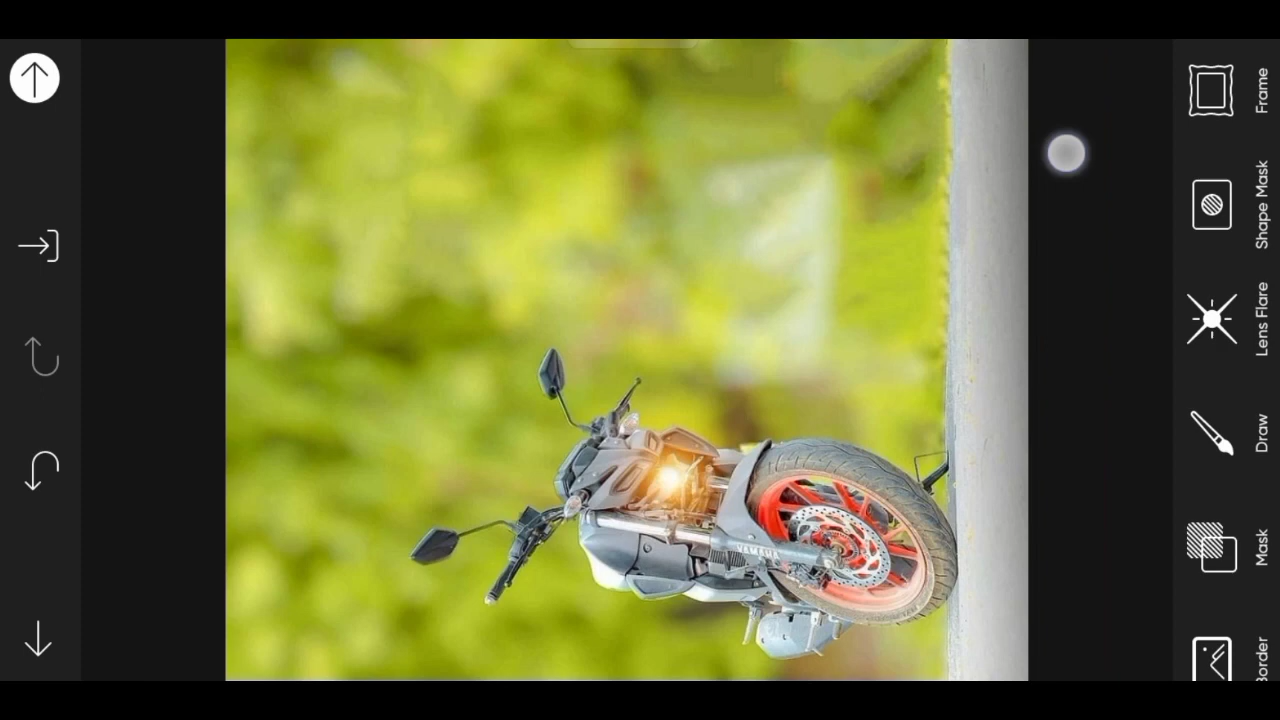 Frame
Shape Mask
Lens Flare
Draw
Mask
Border
YAMAHA